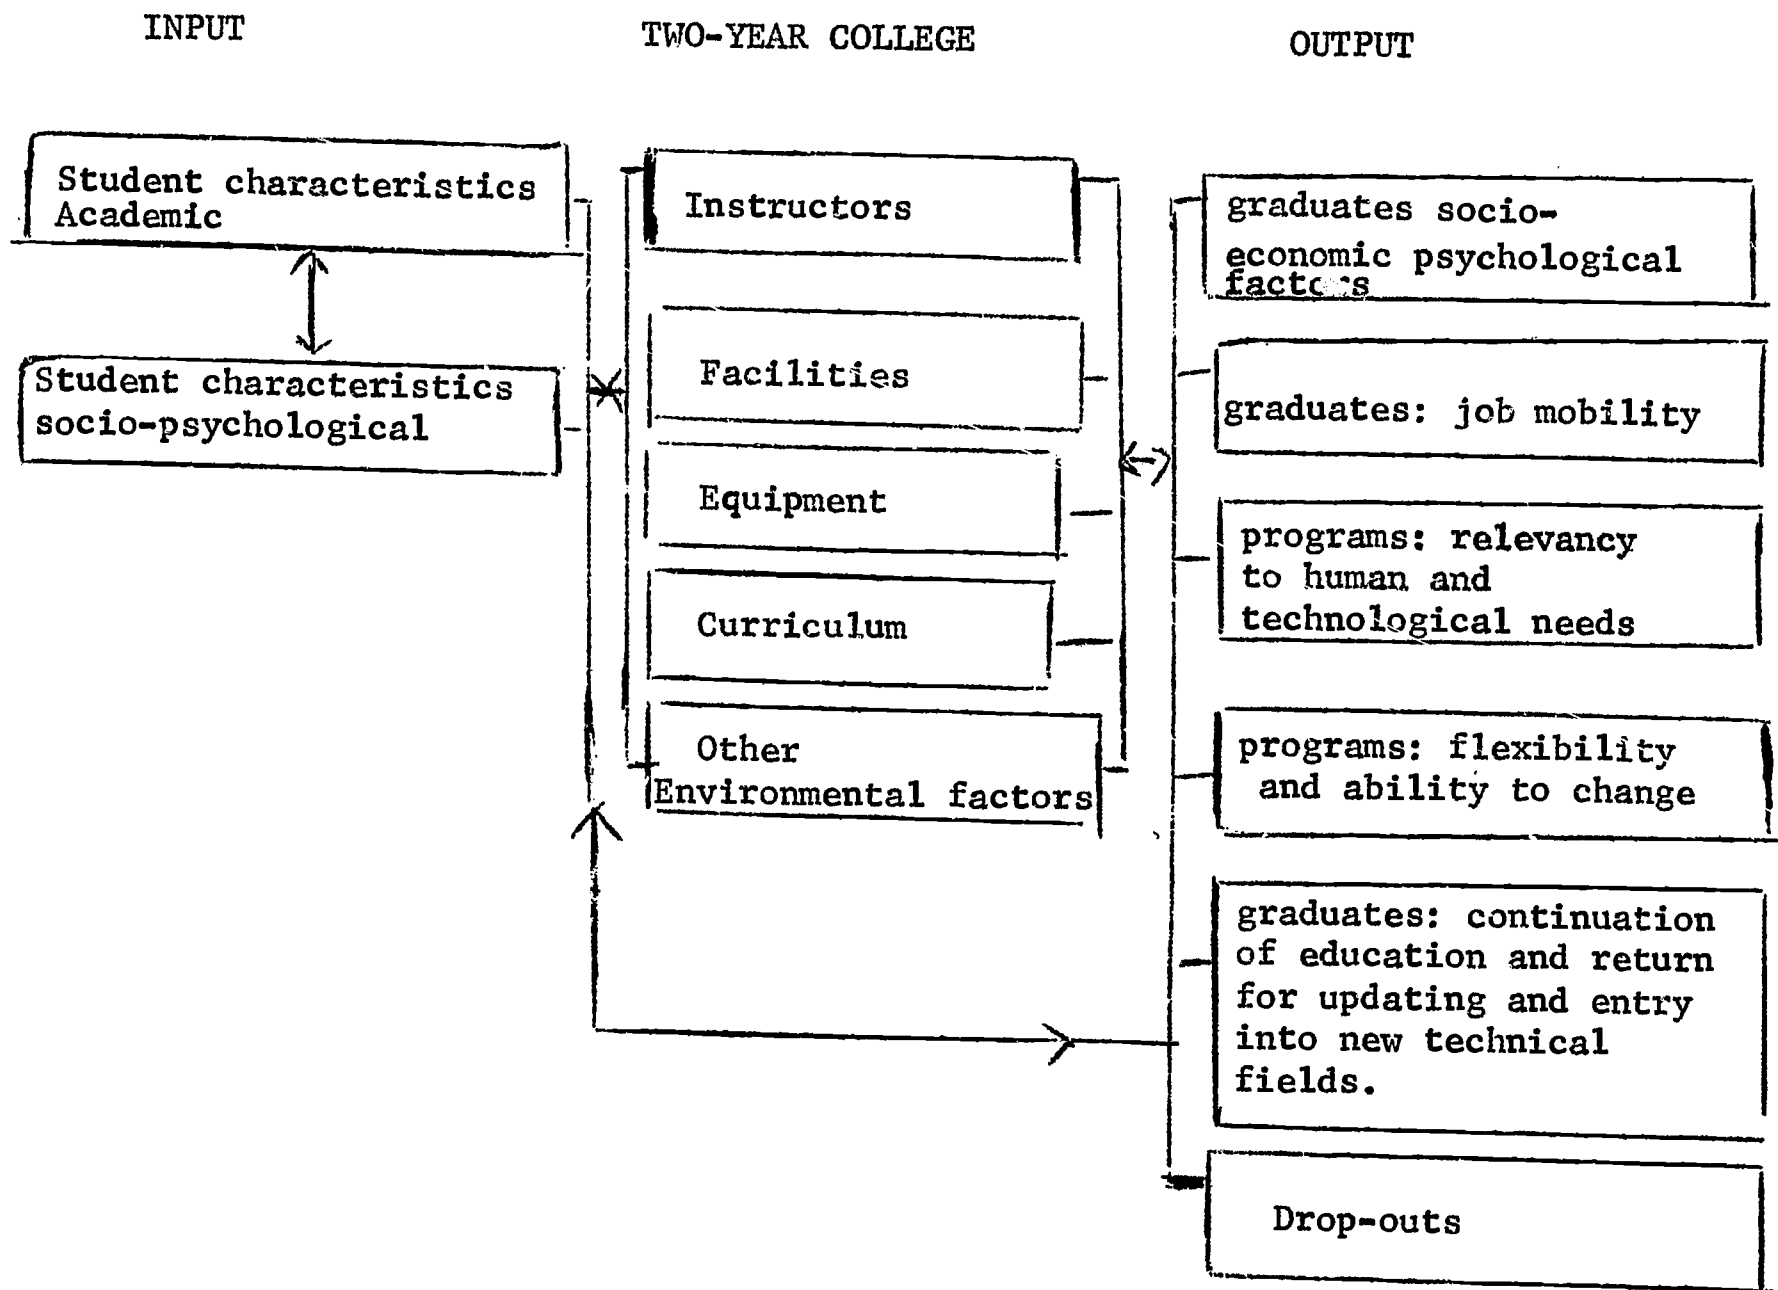 INPUT
TWO-YEAR COLLEGE
OUTPUT
Student characteristics
Academic
Student characteristics
socio-psychological
Instructors
Facilities
Equipment
Curriculum
Other
Environmental factors
graduates socio-
economic psychological
factors
graduates: job mobility
programs: relevancy
to human and
technological needs
programs: flexibility
and ability to change
graduates: continuation
of education and return
for updating and entry
into new technical
fields.
Drop-outs